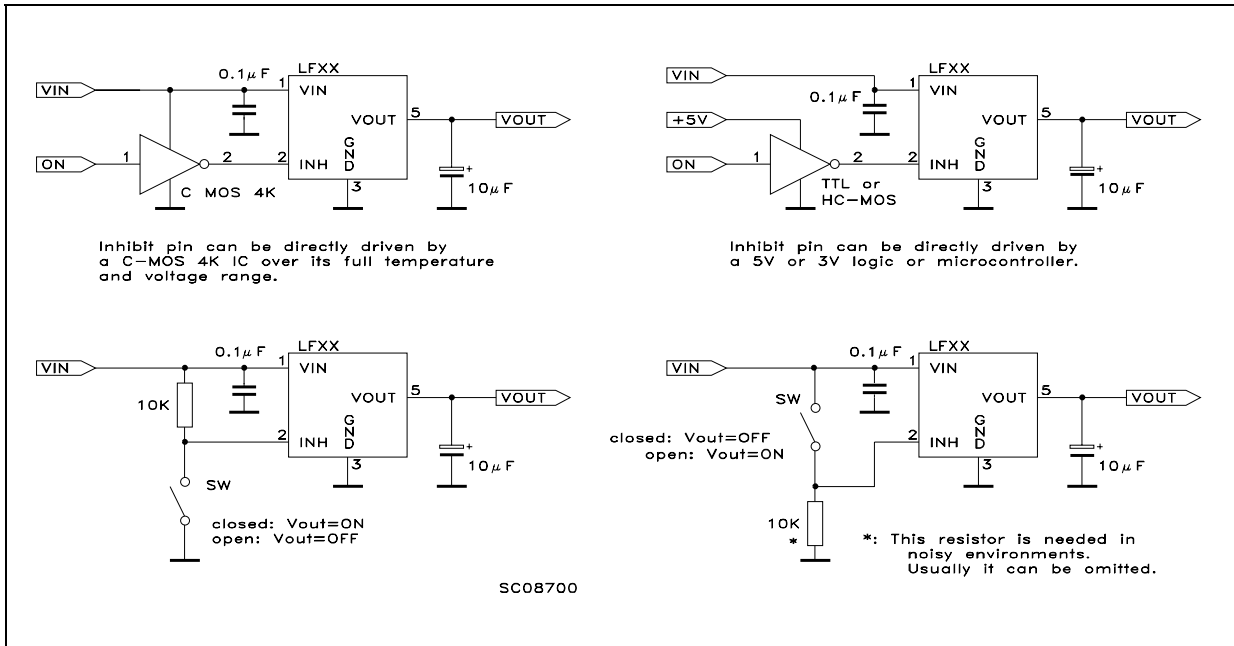 LFXX
0.1µF
VIN
1
VIN
VOUT
5
VOUT
ON
1
2
2
INH
GND
3
+
10µF
C MOS 4K
Inhibit pin can be directly driven by
a C-MOS 4K IC over its full temperature
and voltage range.
LFXX
VIN
1
VIN
0.1µF
+5V
VOUT
5
VOUT
ON
1
2
2
INH
GND
3
+
10µF
TTL or
HC-MOS
Inhibit pin can be directly driven by
a 5V or 3V logic or microcontroller.
LFXX
0.1µF
VIN
1
VIN
10K
VOUT
5
VOUT
2
INH
GND
3
+
10µF
SW
closed: Vout=ON
open: Vout=OFF
LFXX
0.1µF
VIN
1
VIN
SW
VOUT
5
VOUT
closed: Vout=OFF
open: Vout=ON
2
INH
GND
3
+
10µF
10K
*
*: This resistor is needed in
noisy environments.
Usually it can be omitted.
SC08700